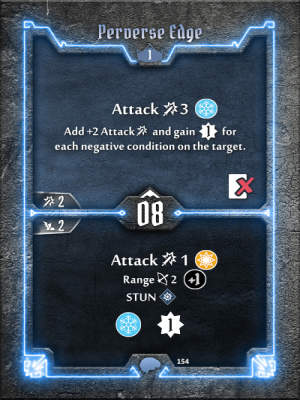 Perverse Edge
1
Attack 3
Add +2 Attack and gain 1 for
each negative condition on the target.
2
08
2
Attack 1
Range 2 +1
STUN
1
154